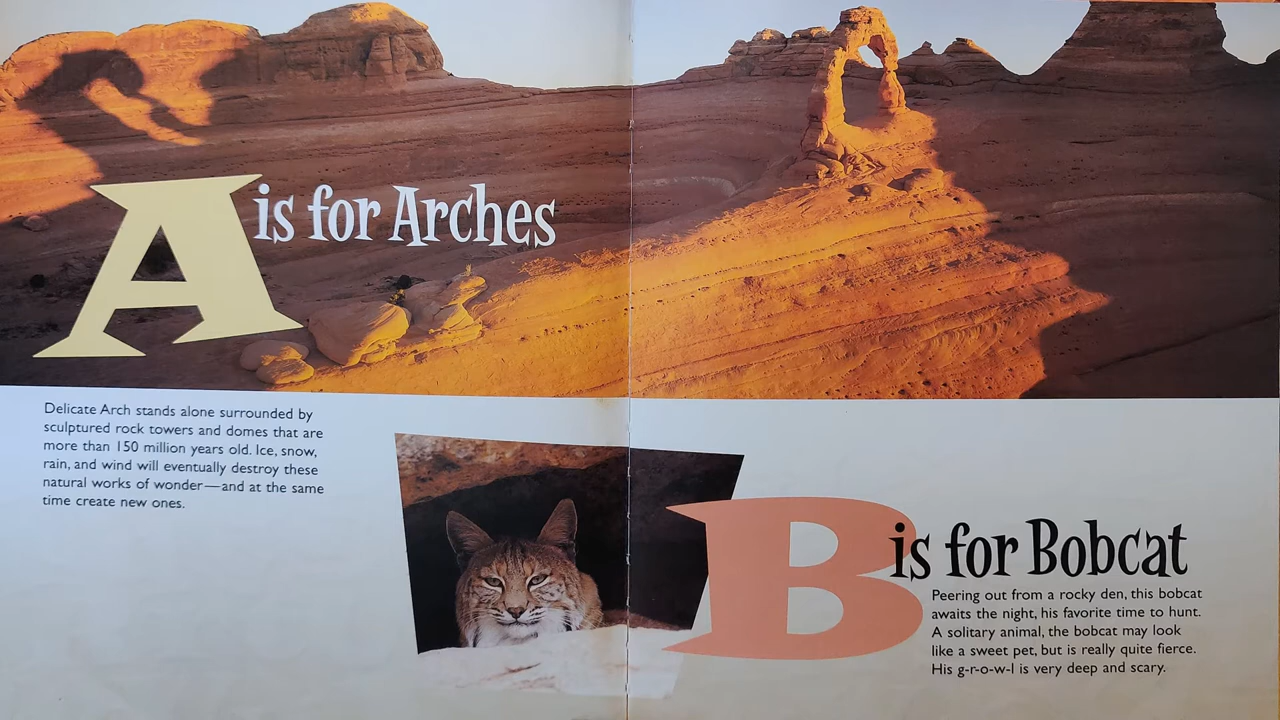 A is for Arches
Delicate Arch stands alone surrounded by
sculptured rock towers and domes that are
more than 150 million years old. Ice, snow,
rain, and wind will eventually destroy these
natural works of wonder—and at the same
time create new ones.
B is for Bobcat
Peering out from a rocky den, this bobcat
awaits the night, his favorite time to hunt.
A solitary animal, the bobcat may look
like a sweet pet, but is really quite fierce.
His g-r-o-w-l is very deep and scary.